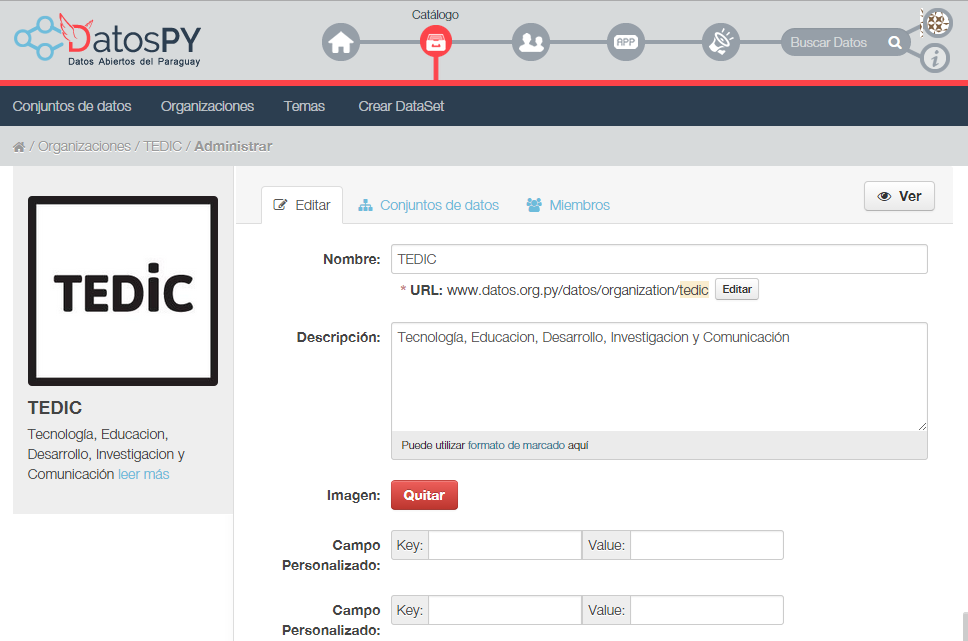 Catálogo
DatosPY
Datos Abiertos del Paraguay
APP
Buscar Datos
i
Conjuntos de datos Organizaciones Temas Crear DataSet
/ Organizaciones / TEDIC / Administrar
TEDiC
TEDIC
Tecnología, Educacion,
Desarrollo, Investigacion y
Comunicación leer más
Editar Conjuntos de datos Miembros Ver
Nombre: TEDIC
* URL: www.datos.org.py/datos/organization/tedic Editar
Descripción: Tecnología, Educacion, Desarrollo, Investigacion y Comunicación
Puede utilizar formato de marcado aquí
Imagen: Quitar
Campo Key: Value:
Personalizado:
Campo Key: Value:
Personalizado: